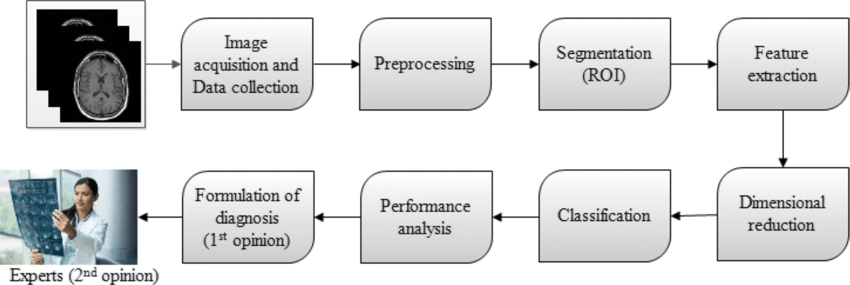 Image
acquisition and
Data collection
Preprocessing
Segmentation
(ROI)
Feature
extraction
Dimensional
reduction
Classification
Performance
analysis
Formulation of
diagnosis
(1st opinion)
Experts (2nd opinion)